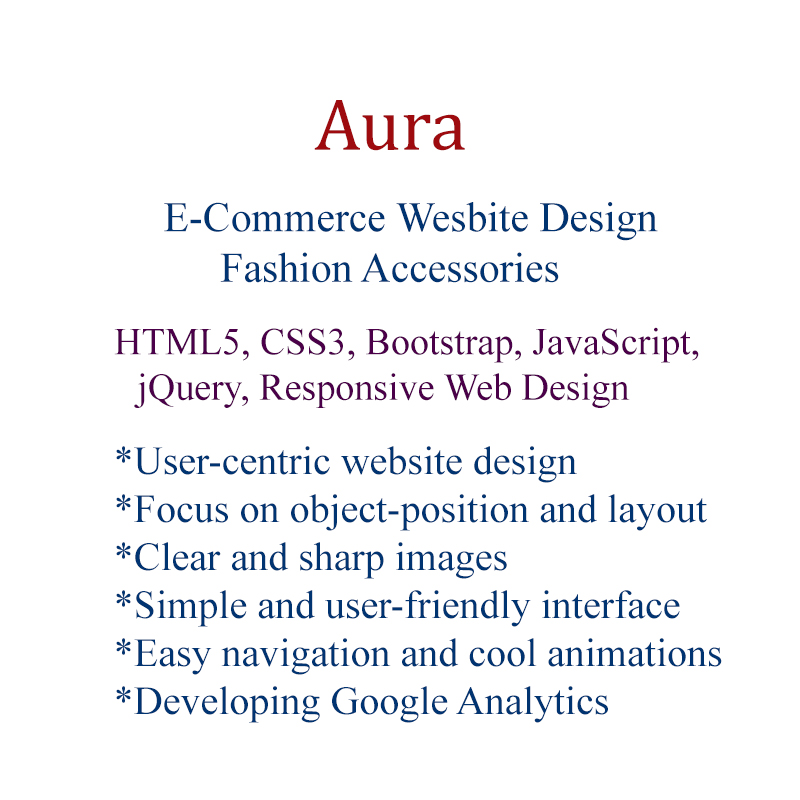 Aura
E-Commerce Wesbite Design
Fashion Accessories
HTML5, CSS3, Bootstrap, JavaScript,
jQuery, Responsive Web Design
*User-centric website design
*Focus on object-position and layout
*Clear and sharp images
*Simple and user-friendly interface
*Easy navigation and cool animations
*Developing Google Analytics